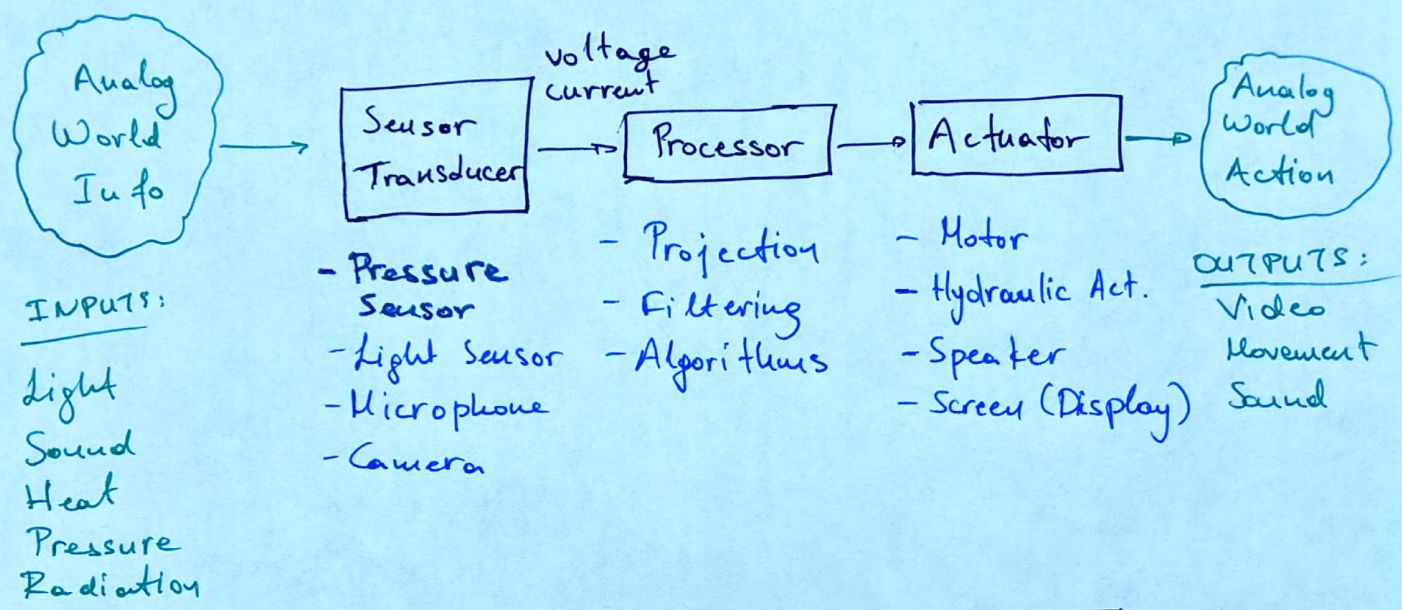 Analog
World
Info
INPUTS:
Light
Sound
Heat
Pressure
Radiation
Sensor
Transducer
- Pressure
Sensor
- Light Sensor
- Microphone
- Camera
voltage
current
Processor
- Projection
- Filtering
- Algorithms
Actuator
- Motor
- Hydraulic Act.
- Speaker
- Screen (Display)
Analog
World
Action
OUTPUTS:
Video
Movement
Sound